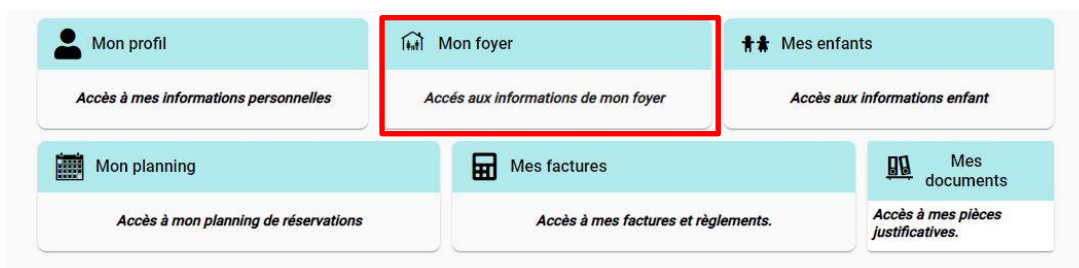 Mon profil
Mon foyer
Mes enfants
Accès à mes informations personnelles
Accés aux informations de mon foyer
Accès aux informations enfant
Mon planning
Mes factures
Mes
documents
Accès à mon planning de réservations
Accès à mes factures et règlements.
Accès à mes pièces
justificatives.